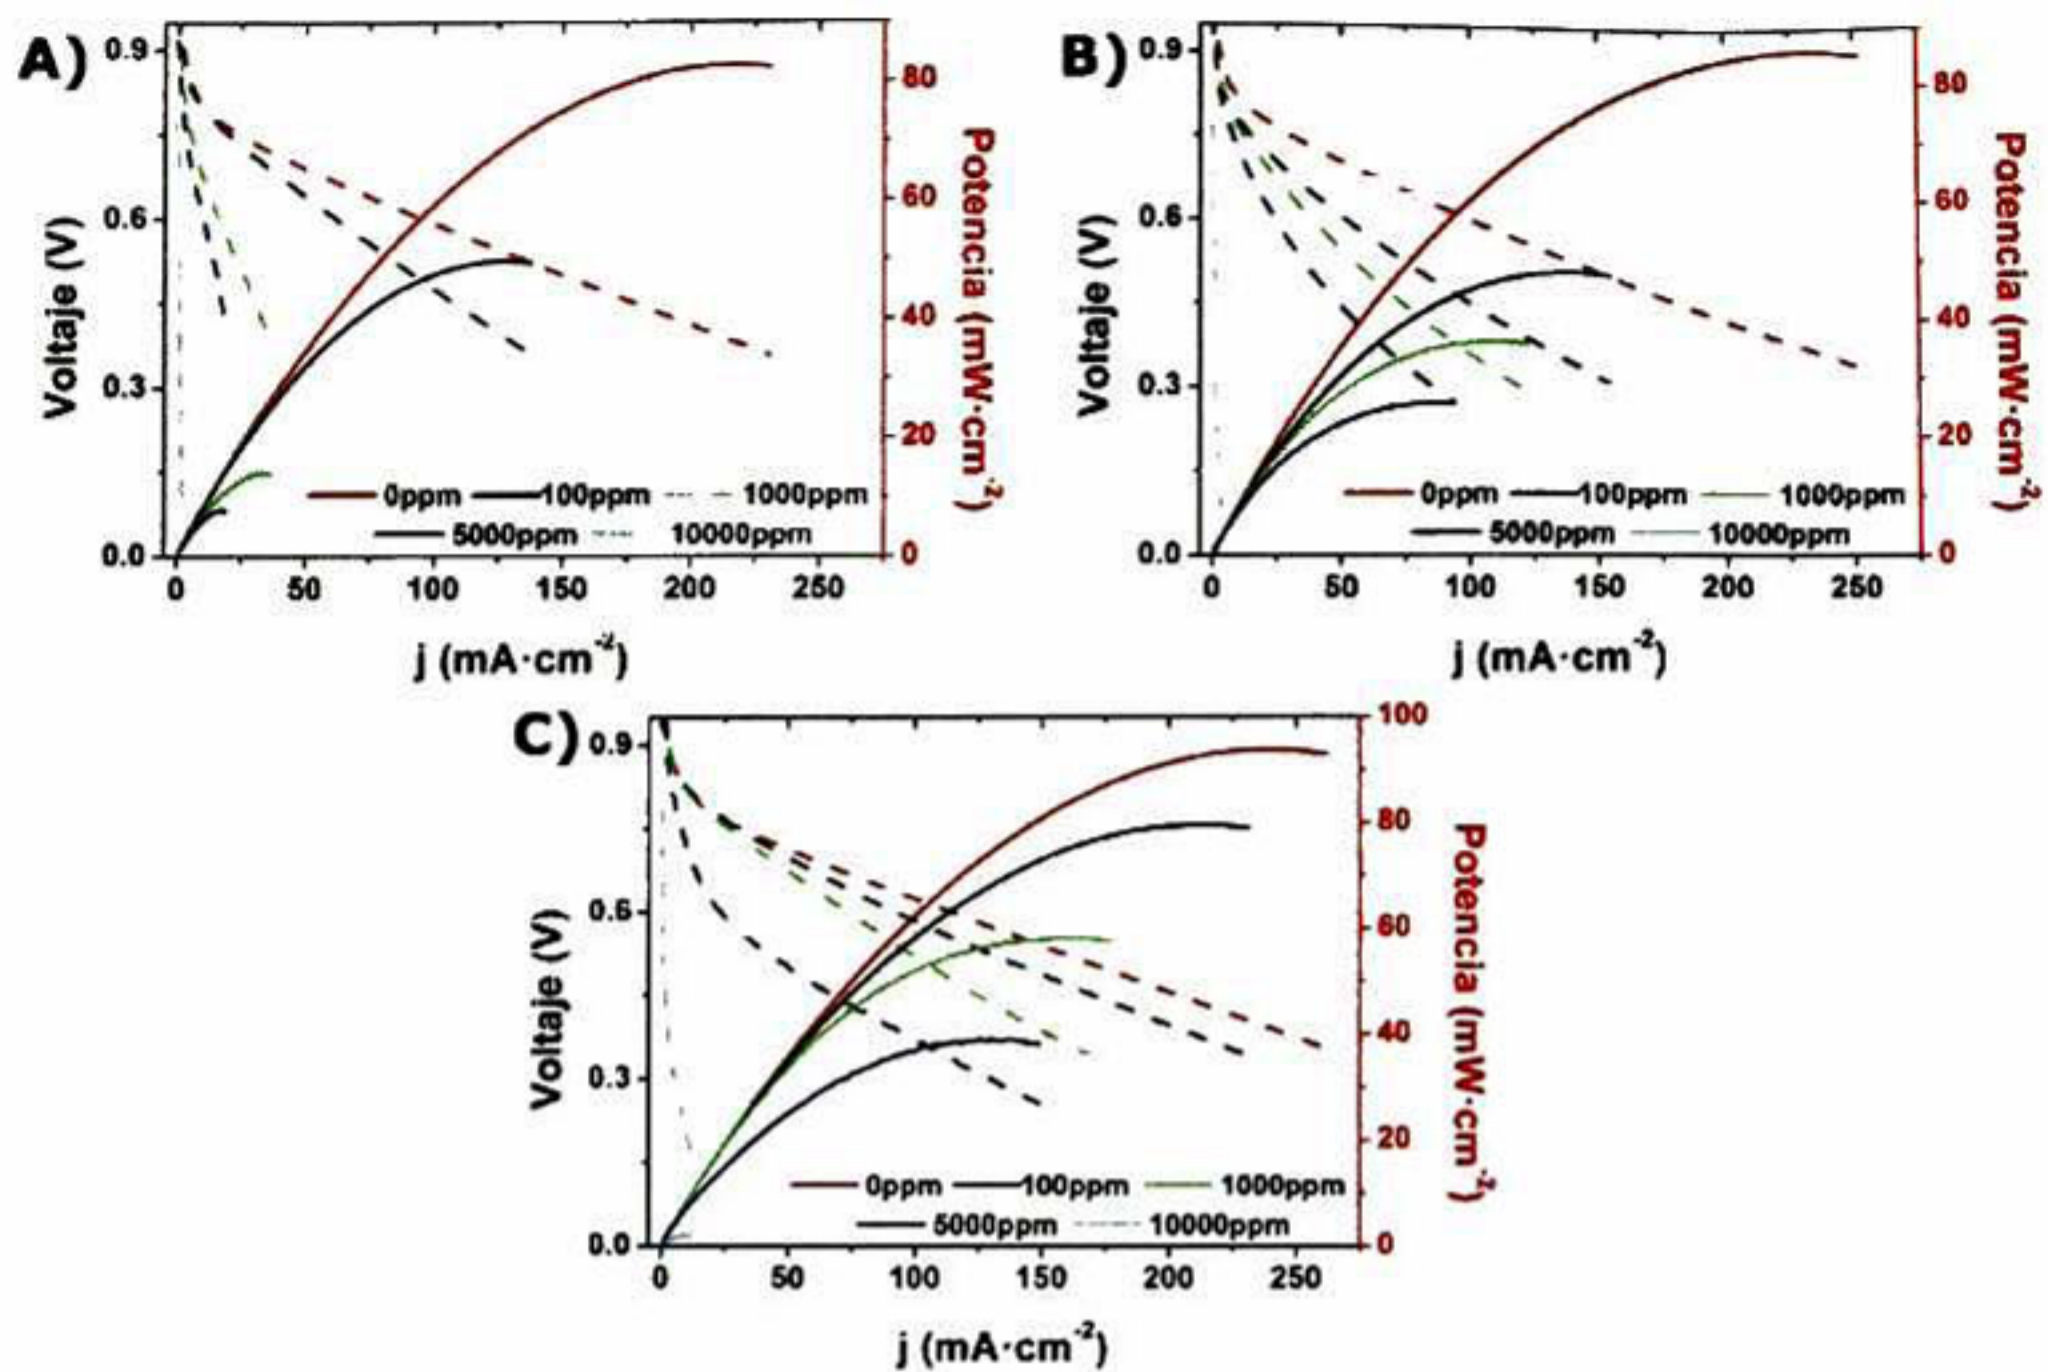 A)
0.9
0.6
0.3
0.0
Voltaje (V)
0 50 100 150 200 250
j (mA·cm⁻²)
80
60
40
20
0
Potencia (mW·cm⁻²)
0ppm 100ppm 1000ppm
5000ppm 10000ppm
B)
0.9
0.6
0.3
0.0
Voltaje (V)
0 50 100 150 200 250
j (mA·cm⁻²)
80
60
40
20
0
Potencia (mW·cm⁻²)
0ppm 100ppm 1000ppm
5000ppm 10000ppm
C)
0.9
0.6
0.3
0.0
Voltaje (V)
0 50 100 150 200 250
j (mA·cm⁻²)
100
80
60
40
20
0
Potencia (mW·cm⁻²)
0ppm 100ppm 1000ppm
5000ppm 10000ppm